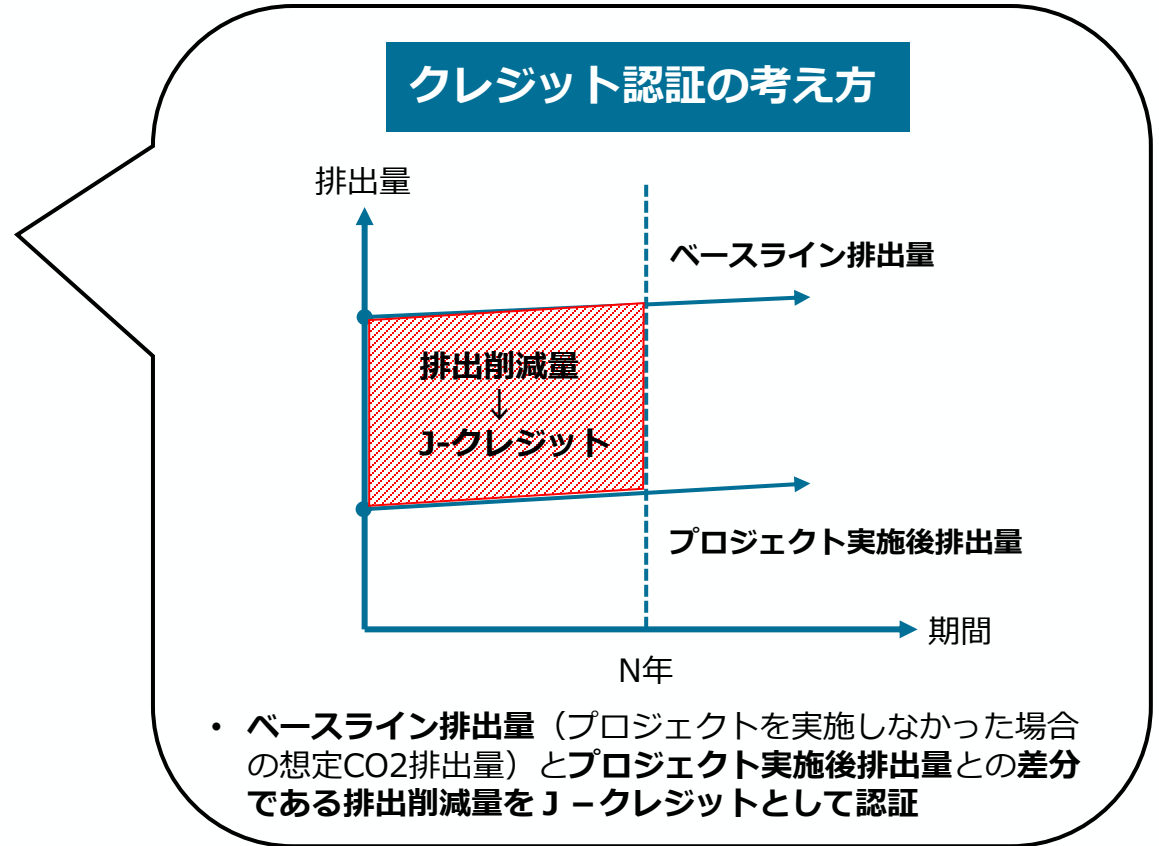 クレジット認証の考え方
排出量
ベースライン排出量
排出削減量
↓
J-クレジット
プロジェクト実施後排出量
期間
N年
• ベースライン排出量（プロジェクトを実施しなかった場合
の想定CO2排出量）とプロジェクト実施後排出量との差分
である排出削減量をＪ－クレジットとして認証